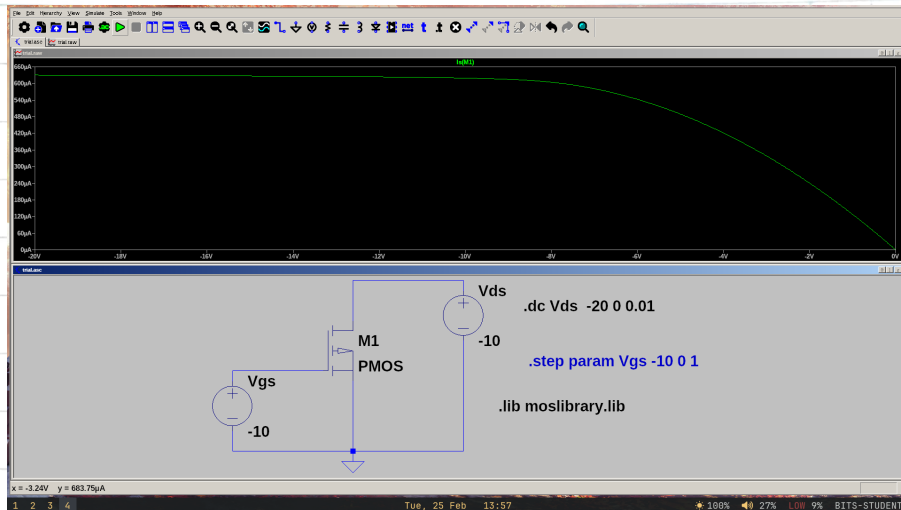 File Edit Hierarchy View Simulate Tools Window Help
net
trial.asc trial.raw
trial.raw
Is(M1)
660µA
600µA
540µA
480µA
420µA
360µA
300µA
240µA
180µA
120µA
60µA
0µA
-20V -18V -16V -14V -12V -10V -8V -6V -4V -2V 0V
trial.asc
Vds
.dc Vds -20 0 0.01
M1
-10
PMOS
.step param Vgs -10 0 1
Vgs
.lib moslibrary.lib
-10
x = -3.24V y = 683.75µA
1 2 3 4 Tue, 25 Feb 13:57 100% 27% LOW 9% BITS-STUDENT